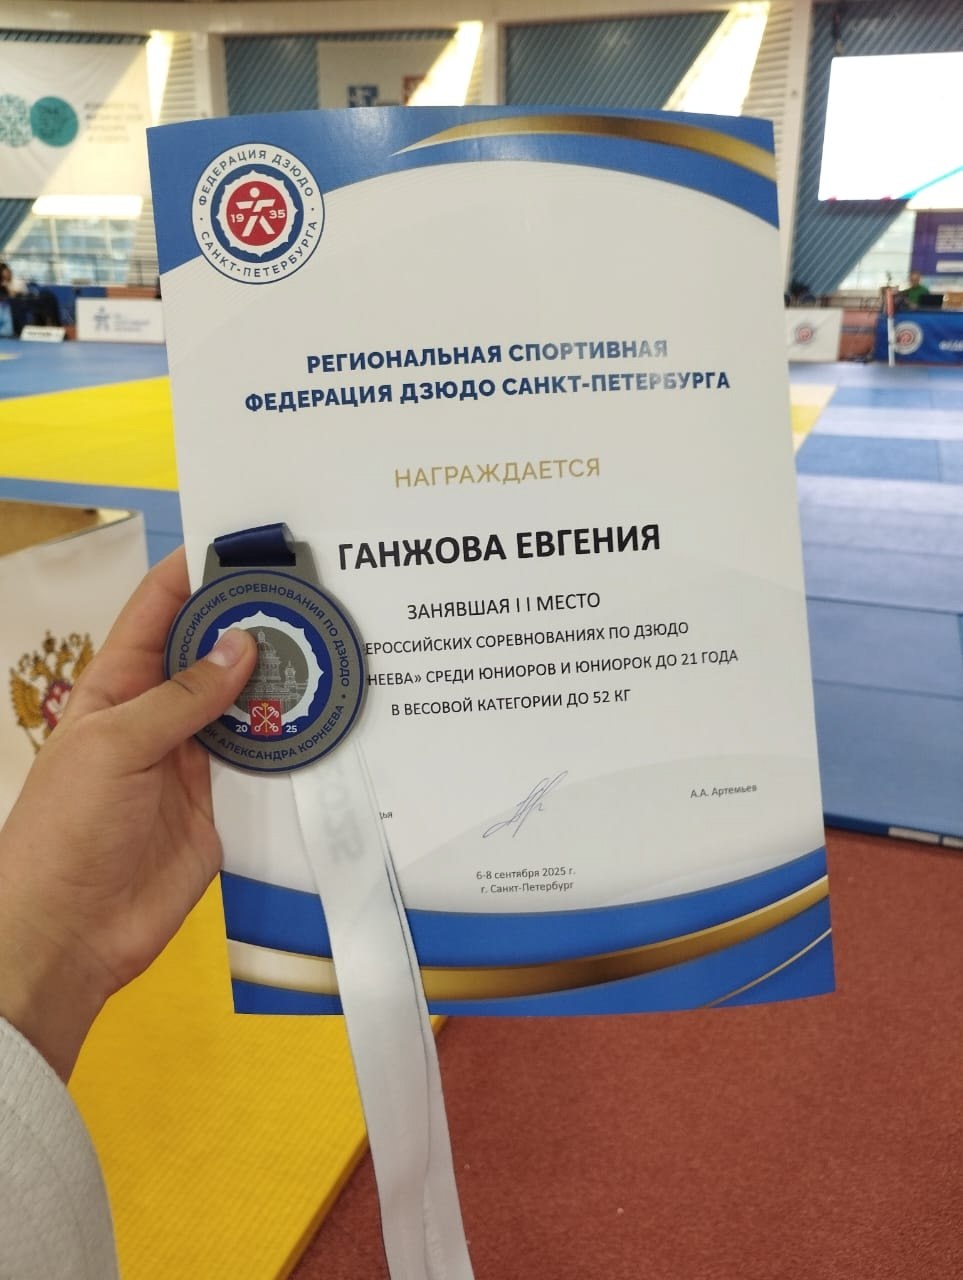 ФЕДЕРАЦИЯ ДЗЮДО
19 35
САНКТ-ПЕТЕРБУРГА
РЕГИОНАЛЬНАЯ СПОРТИВНАЯ
ФЕДЕРАЦИЯ ДЗЮДО САНКТ-ПЕТЕРБУРГА
НАГРАЖДАЕТСЯ
ГАНЖОВА ЕВГЕНИЯ
ЗАНЯВШАЯ I I МЕСТО
ЕРОССИЙСКИХ СОРЕВНОВАНИЯХ ПО ДЗЮДО
НЕЕВА» СРЕДИ ЮНИОРОВ И ЮНИОРОК ДО 21 ГОДА
В ВЕСОВОЙ КАТЕГОРИИ ДО 52 КГ
ЕРОССИЙСКИЕ СОРЕВНОВАНИЯ ПО ДЗЮДО
20 25
ОК АЛЕКСАНДРА КОРНЕЕВА
ья
А.А. Артемьев
6-8 сентября 2025 г.
г. Санкт-Петербург